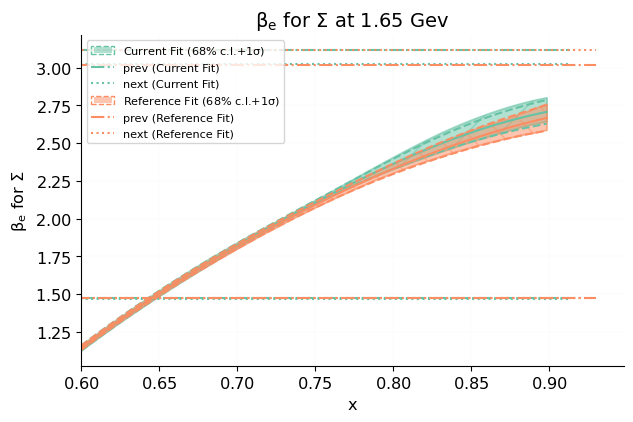 βe for Σ at 1.65 Gev
Current Fit (68% c.l.+1σ)
prev (Current Fit)
next (Current Fit)
Reference Fit (68% c.l.+1σ)
prev (Reference Fit)
next (Reference Fit)
βe for Σ
3.00
2.75
2.50
2.25
2.00
1.75
1.50
1.25
0.60 0.65 0.70 0.75 0.80 0.85 0.90
x